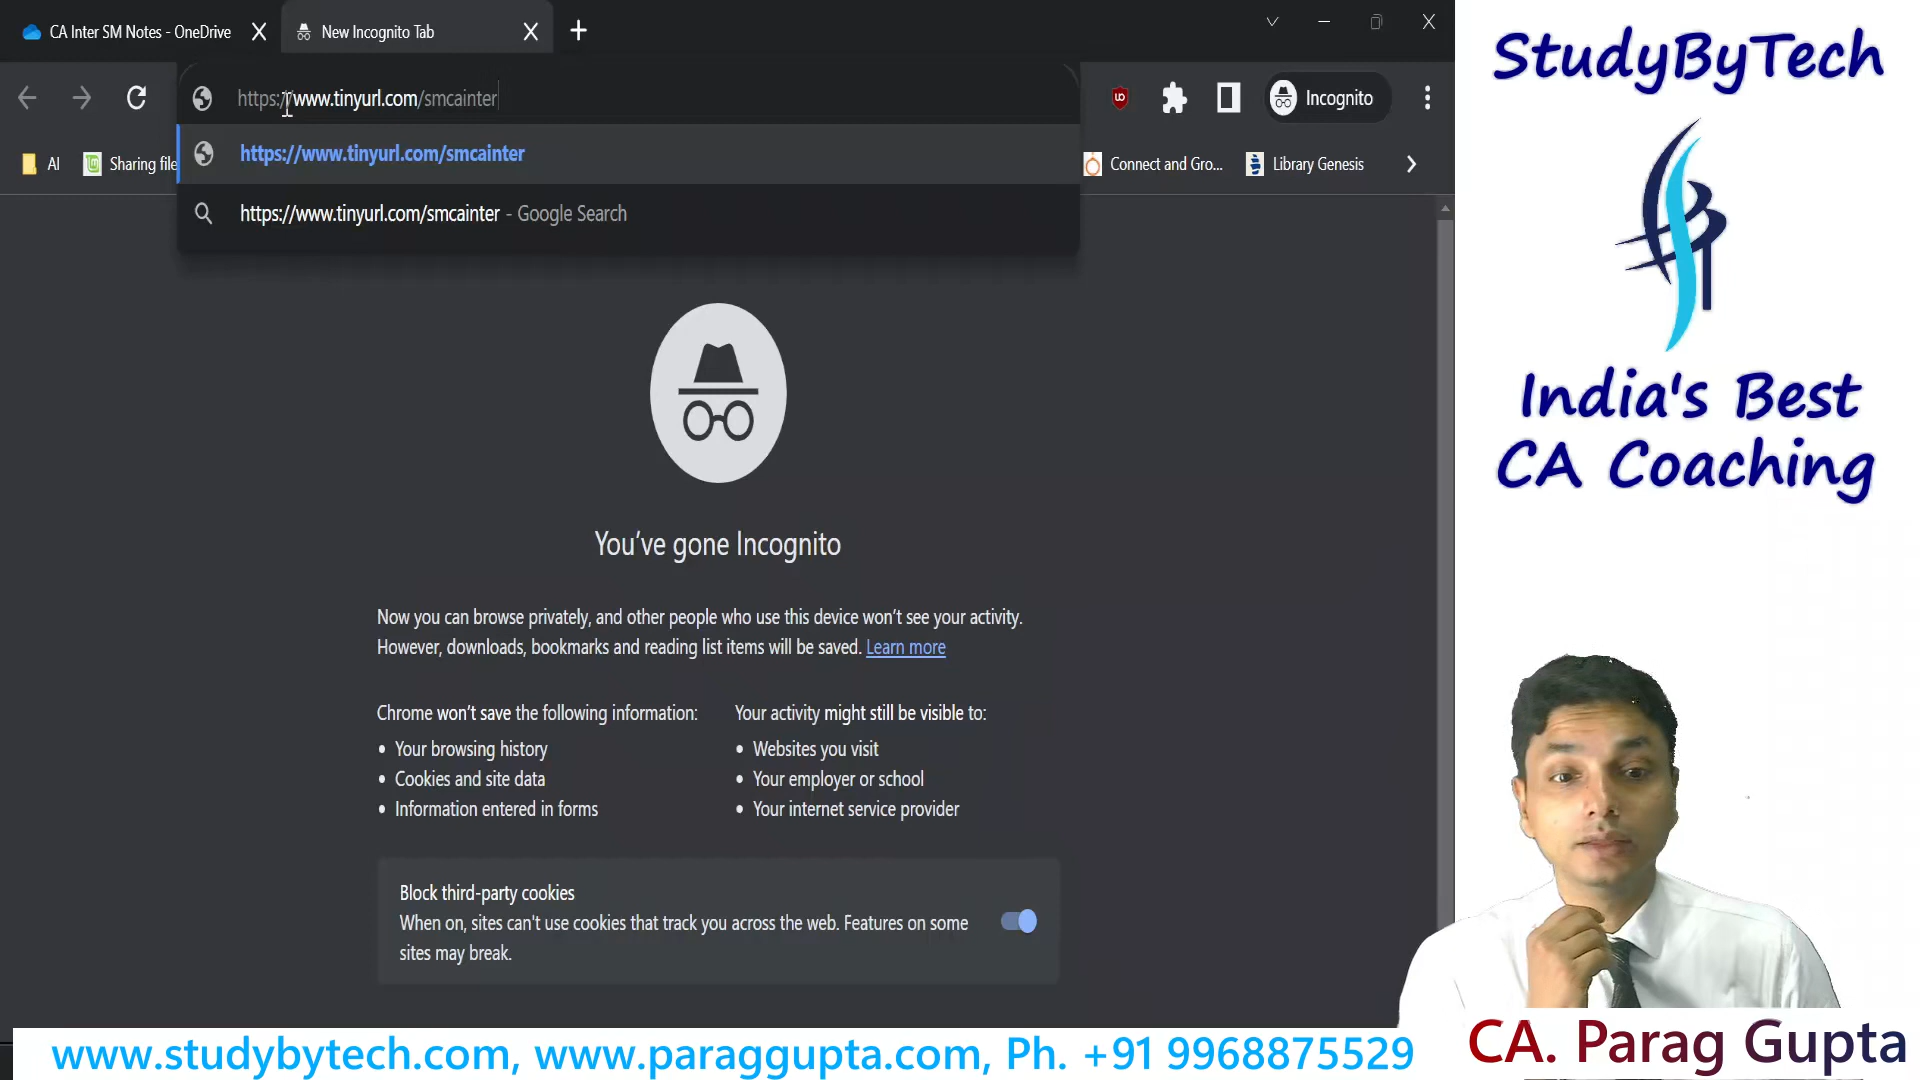 CA Inter SM Notes - OneDrive
New Incognito Tab
https://www.tinyurl.com/smcainter
Incognito
https://www.tinyurl.com/smcainter
https://www.tinyurl.com/smcainter - Google Search
AI
Sharing file
Connect and Gro...
Library Genesis
You've gone Incognito
Now you can browse privately, and other people who use this device won't see your activity.
However, downloads, bookmarks and reading list items will be saved. Learn more
Chrome won't save the following information:
• Your browsing history
• Cookies and site data
• Information entered in forms
Your activity might still be visible to:
• Websites you visit
• Your employer or school
• Your internet service provider
Block third-party cookies
When on, sites can't use cookies that track you across the web. Features on some
sites may break.
StudyByTech
India's Best
CA Coaching
www.studybytech.com, www.paraggupta.com, Ph. +91 9968875529
CA. Parag Gupta